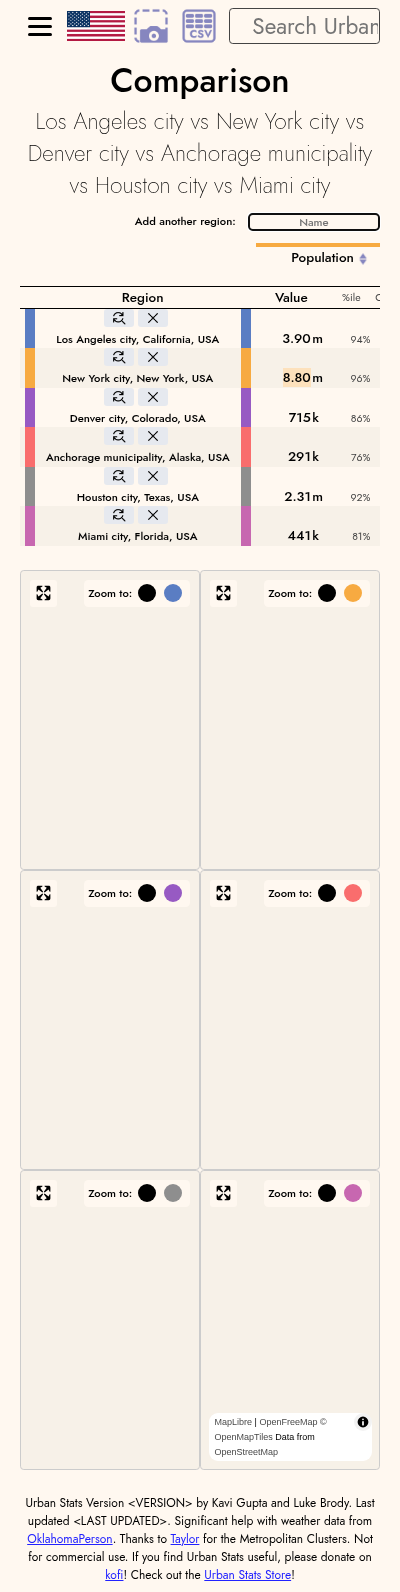 CSV
Search Urban
Comparison
Los Angeles city vs New York city vs
Denver city vs Anchorage municipality
vs Houston city vs Miami city
Add another region:
Name
Population
Region Value %ile
Los Angeles city, California, USA 3.90m 94%
New York city, New York, USA 8.80m 96%
Denver city, Colorado, USA 715k 86%
Anchorage municipality, Alaska, USA 291k 76%
Houston city, Texas, USA 2.31m 92%
Miami city, Florida, USA 441k 81%
Zoom to: Zoom to:
Zoom to: Zoom to:
Zoom to: Zoom to:
MapLibre | OpenFreeMap ©
OpenMapTiles Data from
OpenStreetMap
Urban Stats Version <VERSION> by Kavi Gupta and Luke Brody. Last
updated <LAST UPDATED>. Significant help with weather data from
OklahomaPerson. Thanks to Taylor for the Metropolitan Clusters. Not
for commercial use. If you find Urban Stats useful, please donate on
kofi! Check out the Urban Stats Store!